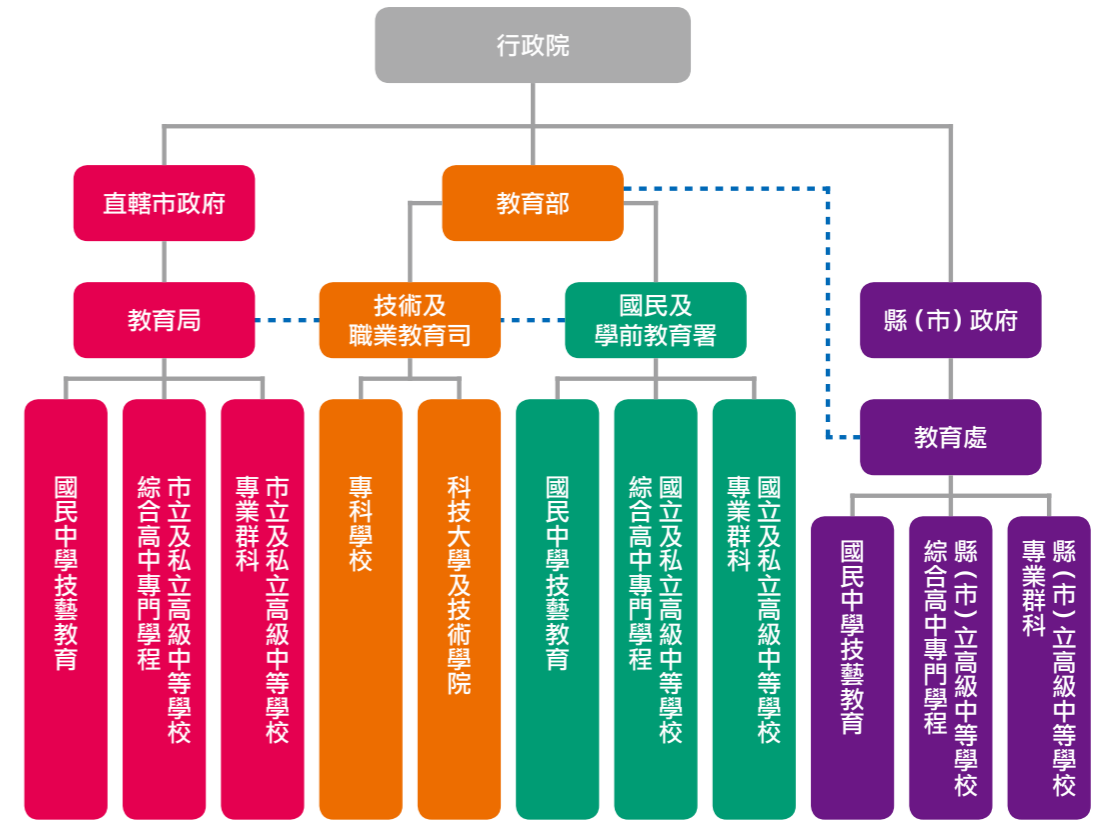 行政院
直轄市政府
教育部
教育局
技術及
職業教育司
國民及
學前教育署
縣（市）政府
教育處
國民中學技藝教育
市立及私立高級中等學校
綜合高中專門學程
市立及私立高級中等學校
專業群科
專科學校
科技大學及技術學院
國民中學技藝教育
國立及私立高級中等學校
綜合高中專門學程
國立及私立高級中等學校
專業群科
國民中學技藝教育
縣（市）立高級中等學校
綜合高中專門學程
縣（市）立高級中等學校
專業群科